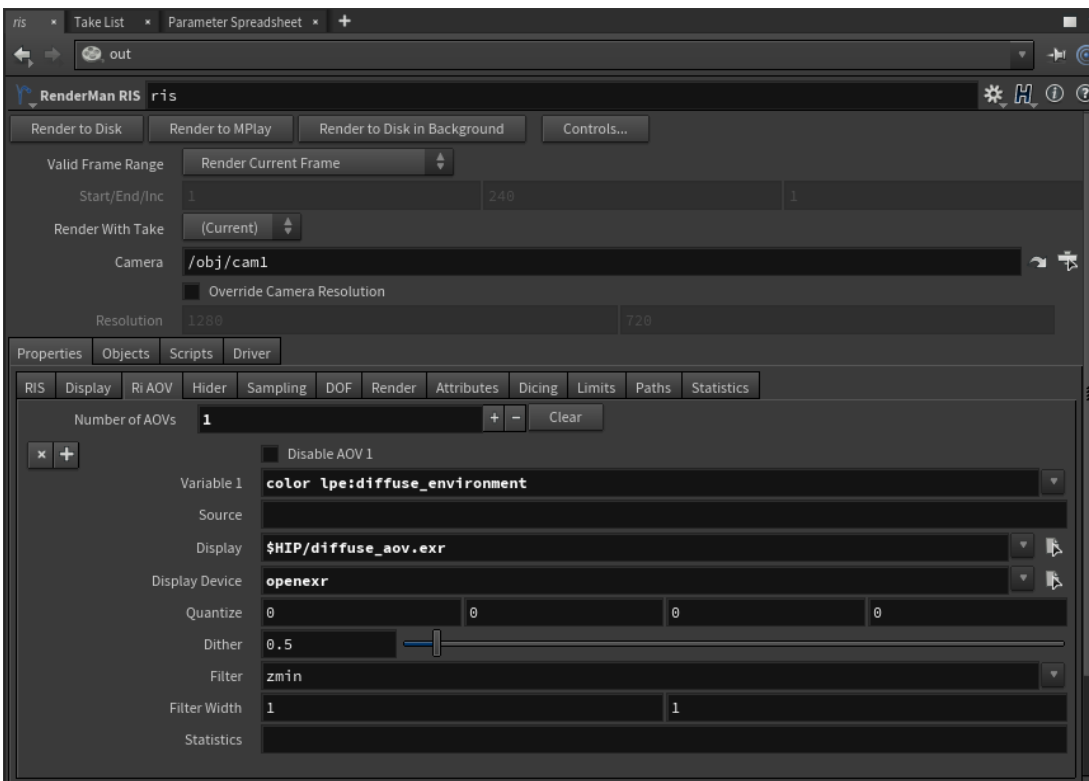 ris × Take List × Parameter Spreadsheet × +
out
RenderMan RIS ris
Render to Disk Render to MPlay Render to Disk in Background Controls...
Valid Frame Range Render Current Frame
Start/End/Inc 1 240 1
Render With Take (Current)
Camera /obj/cam1
Override Camera Resolution
Resolution 1280 720
Properties Objects Scripts Driver
RIS Display Ri AOV Hider Sampling DOF Render Attributes Dicing Limits Paths Statistics
Number of AOVs 1 + - Clear
× + Disable AOV 1
Variable 1 color lpe:diffuse_environment
Source
Display $HIP/diffuse_aov.exr
Display Device openexr
Quantize 0 0 0 0
Dither 0.5
Filter zmin
Filter Width 1 1
Statistics